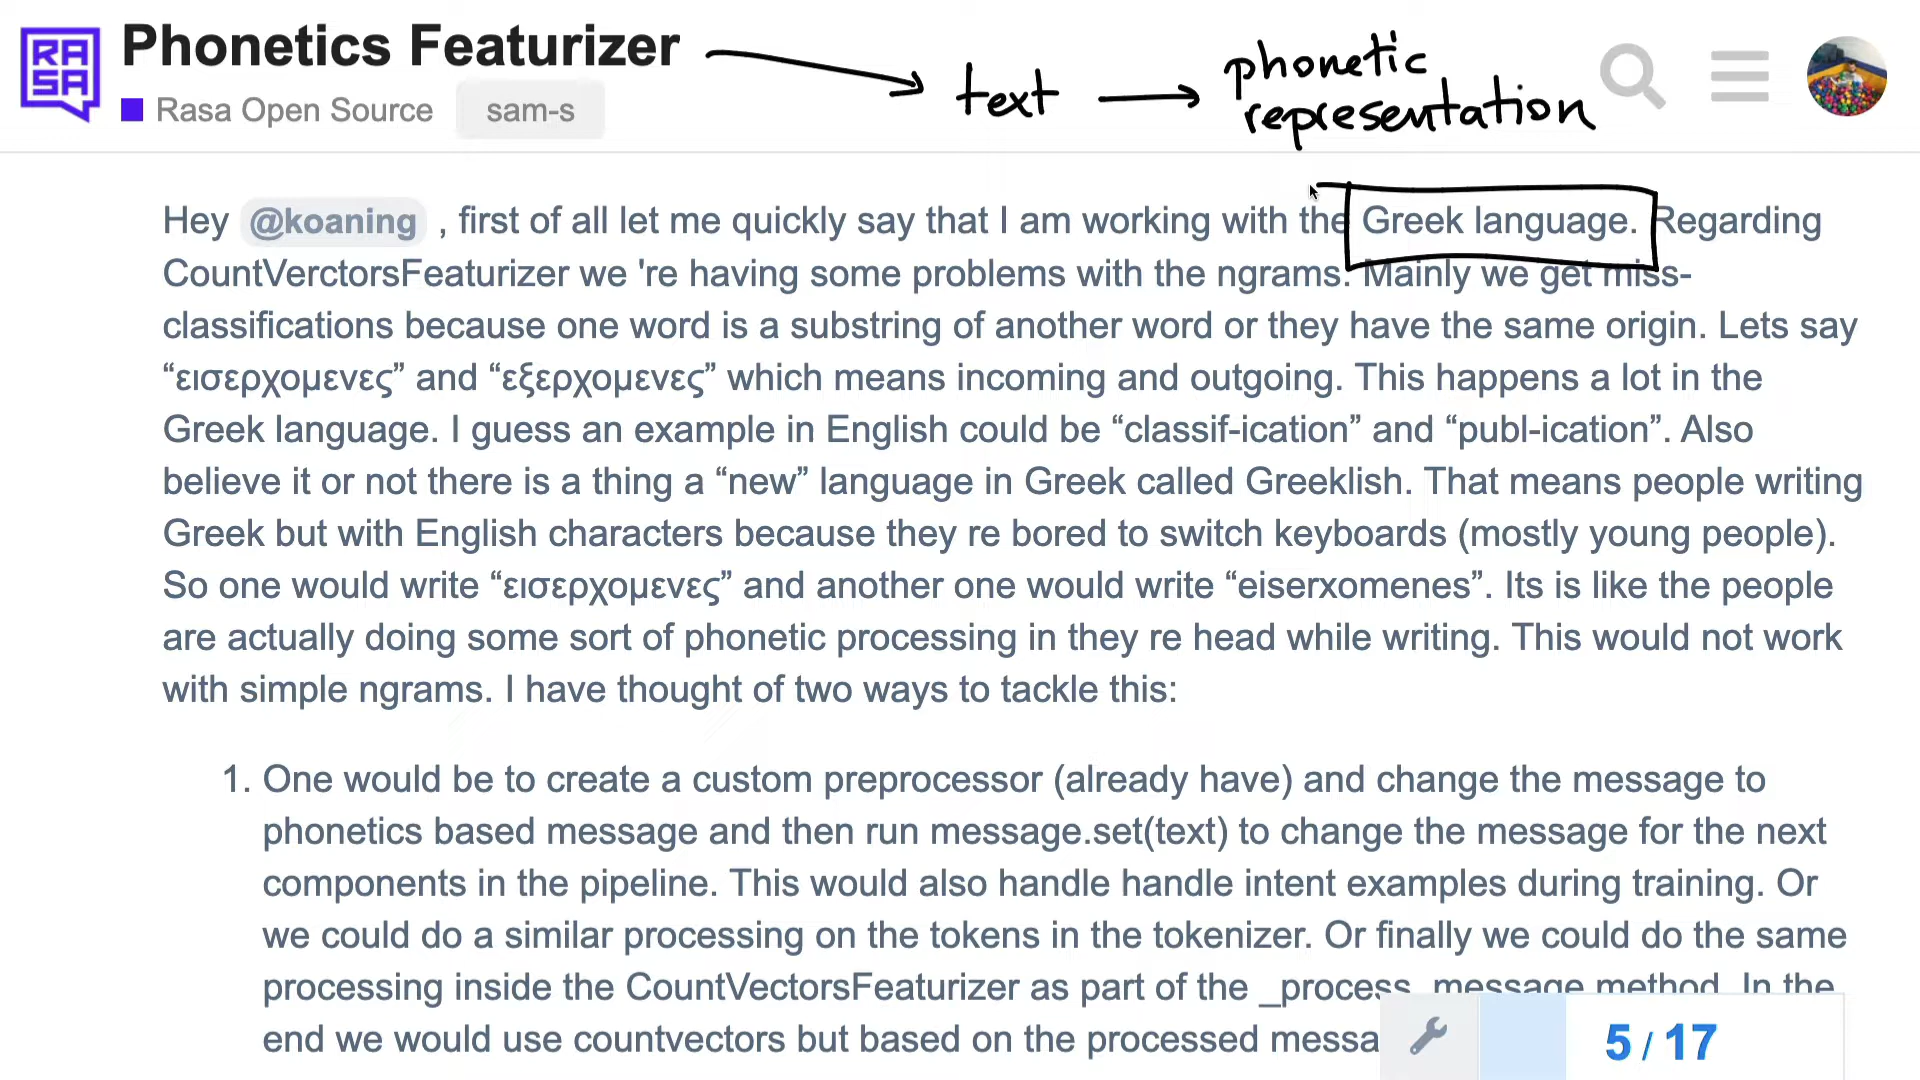 RASA
Phonetics Featurizer
Rasa Open Source sam-s
text
phonetic
representation
Hey @koaning , first of all let me quickly say that I am working with the Greek language. Regarding
CountVerctorsFeaturizer we 're having some problems with the ngrams. Mainly we get miss-
classifications because one word is a substring of another word or they have the same origin. Lets say
“εισερχομενες” and “εξερχομενες” which means incoming and outgoing. This happens a lot in the
Greek language. I guess an example in English could be “classif-ication” and “publ-ication”. Also
believe it or not there is a thing a “new” language in Greek called Greeklish. That means people writing
Greek but with English characters because they re bored to switch keyboards (mostly young people).
So one would write “εισερχομενες” and another one would write “eiserxomenes”. Its is like the people
are actually doing some sort of phonetic processing in they re head while writing. This would not work
with simple ngrams. I have thought of two ways to tackle this:
1. One would be to create a custom preprocessor (already have) and change the message to
phonetics based message and then run message.set(text) to change the message for the next
components in the pipeline. This would also handle handle intent examples during training. Or
we could do a similar processing on the tokens in the tokenizer. Or finally we could do the same
processing inside the CountVectorsFeaturizer as part of the _process_message method. In the
end we would use countvectors but based on the processed messa
5 / 17